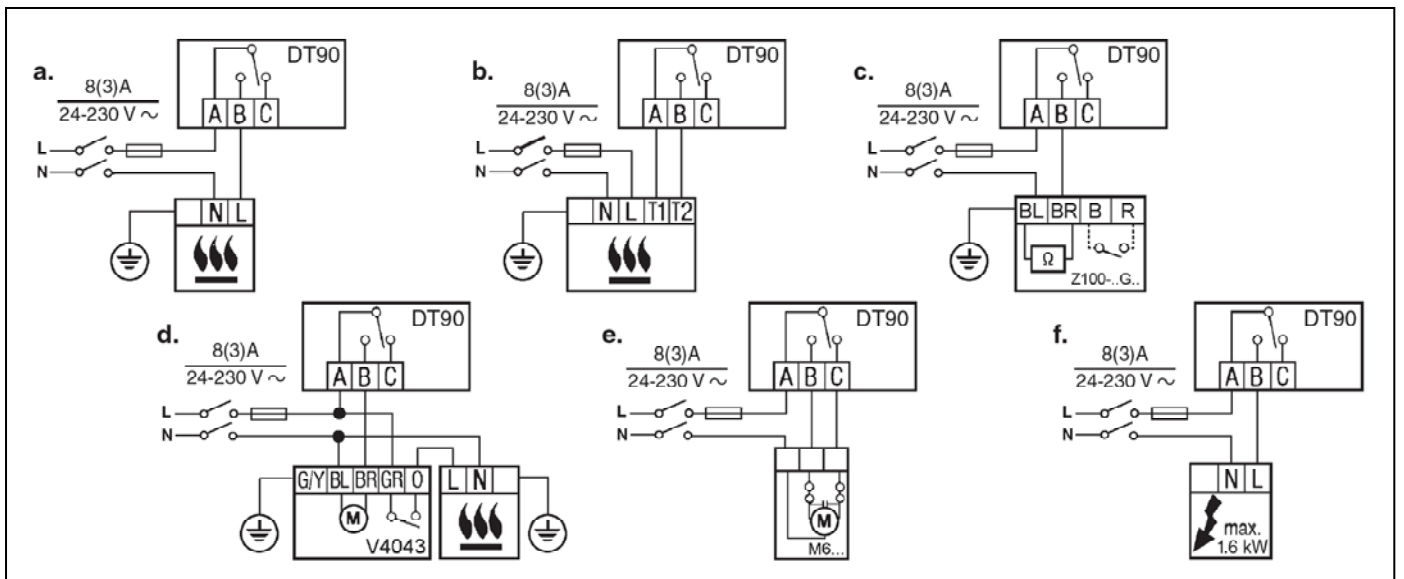 a.
8(3)A
24-230 V ~
DT90
A B C
L
N
N L
b.
8(3)A
24-230 V ~
DT90
A B C
L
N
N L T1 T2
c.
8(3)A
24-230 V ~
DT90
A B C
L
N
BL BR B R
Ω
Z100-..G..
d.
8(3)A
24-230 V ~
DT90
A B C
L
N
G/Y BL BR GR O
L N
M
V4043
e.
8(3)A
24-230 V ~
DT90
A B C
L
N
M
M6...
f.
8(3)A
24-230 V ~
DT90
A B C
L
N
N L
max.
1.6 kW